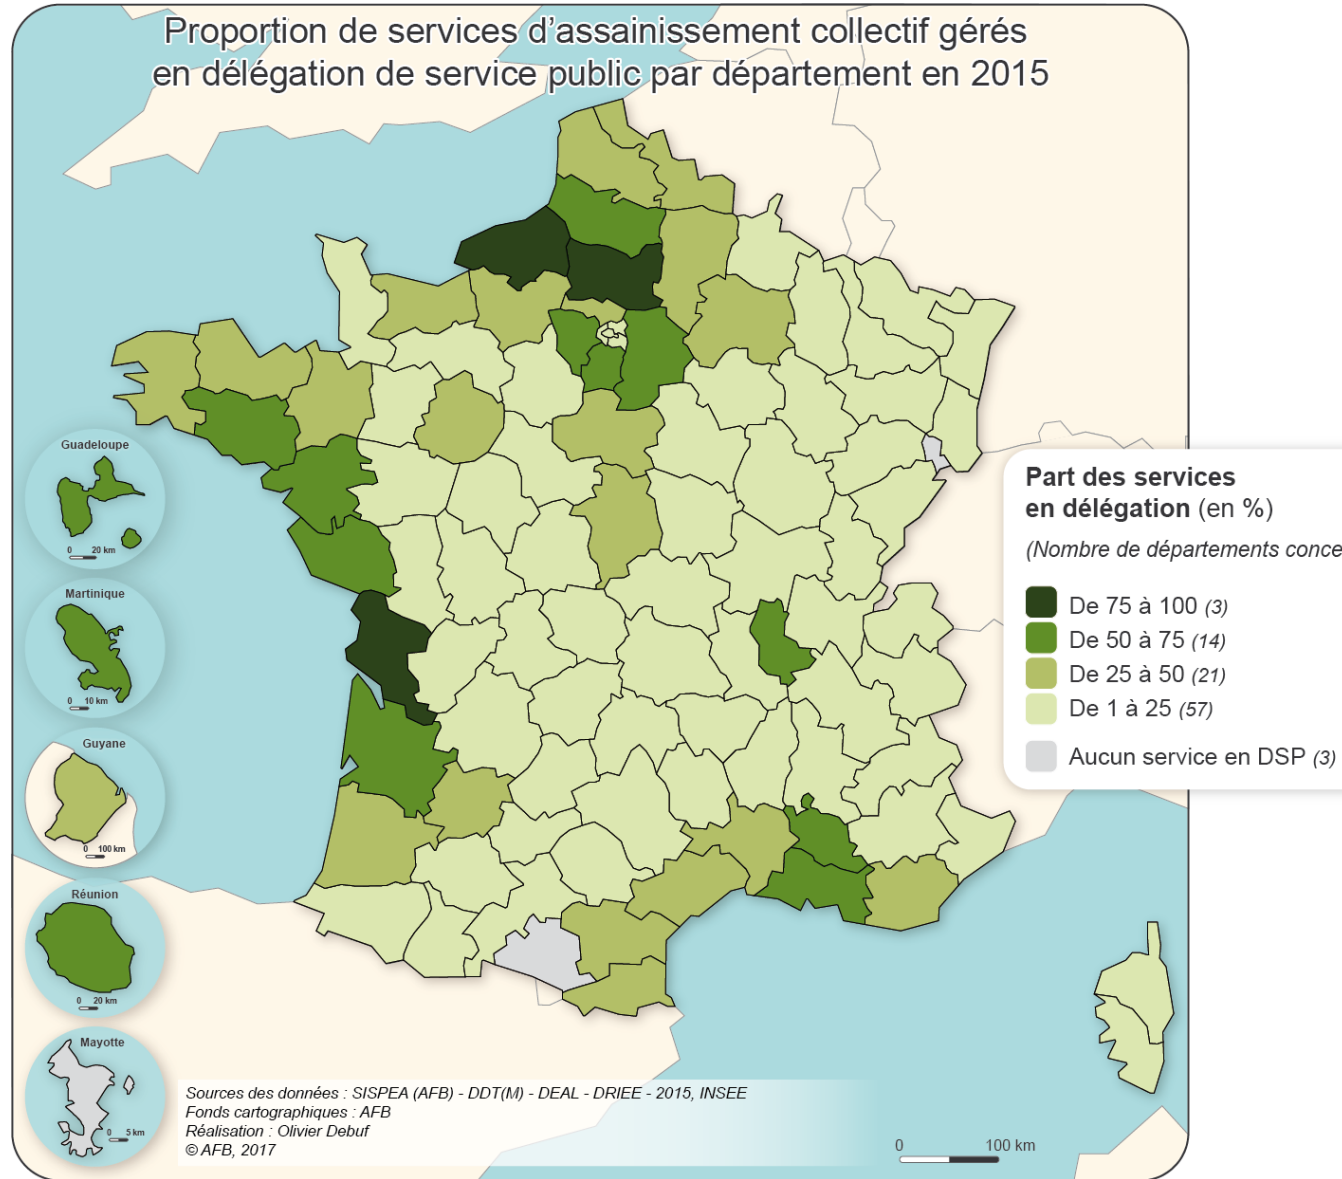 Proportion de services d'assainissement collectif gérés
en délégation de service public par département en 2015
Guadeloupe
0 20 km
Martinique
0 10 km
Guyane
0 100 km
Réunion
0 20 km
Mayotte
0 5 km
Part des services
en délégation (en %)
(Nombre de départements conce
De 75 à 100 (3)
De 50 à 75 (14)
De 25 à 50 (21)
De 1 à 25 (57)
Aucun service en DSP (3)
Sources des données : SISPEA (AFB) - DDT(M) - DEAL - DRIEE - 2015, INSEE
Fonds cartographiques : AFB
Réalisation : Olivier Debuf
© AFB, 2017
0 100 km